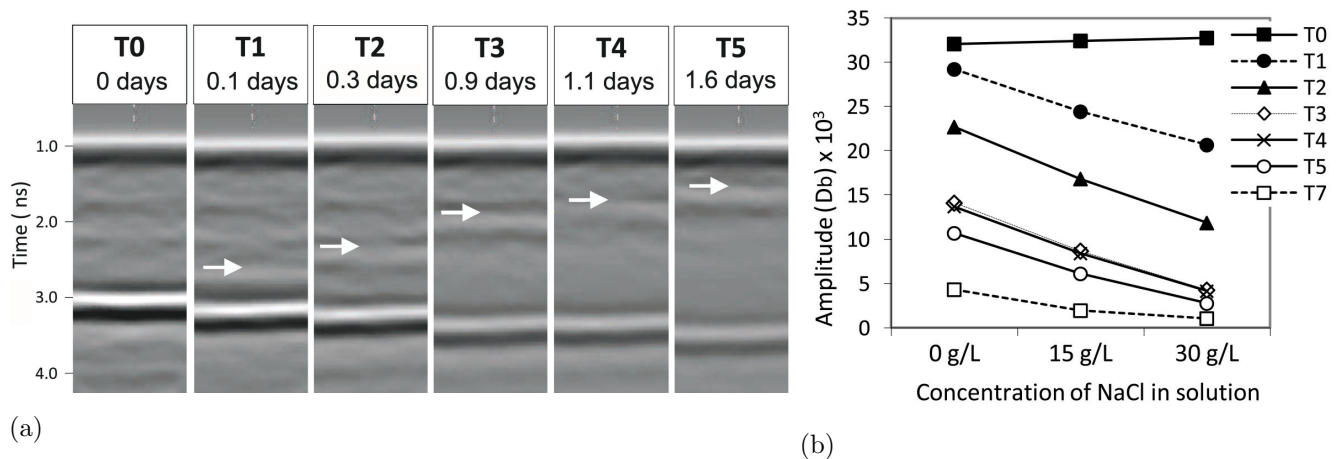 T0 T1 T2 T3 T4 T5
0 days 0.1 days 0.3 days 0.9 days 1.1 days 1.6 days
Time ( ns)
1.0
2.0
3.0
4.0
(a)
Amplitude (Db) x 10³
35
30
25
20
15
10
5
0
0 g/L 15 g/L 30 g/L
Concentration of NaCl in solution
T0
T1
T2
T3
T4
T5
T7
(b)